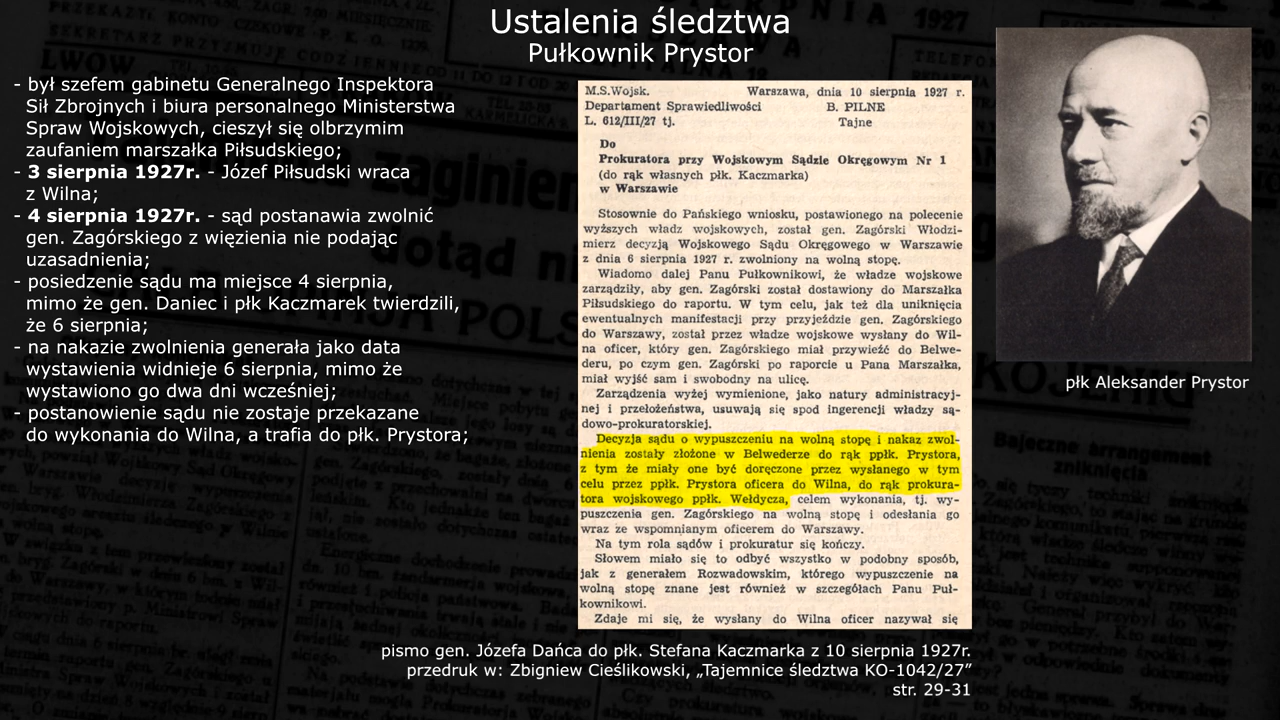 Ustalenia śledztwa
Pułkownik Prystor
- był szefem gabinetu Generalnego Inspektora
Sił Zbrojnych i biura personalnego Ministerstwa
Spraw Wojskowych, cieszył się olbrzymim
zaufaniem marszałka Piłsudskiego;
- 3 sierpnia 1927r. - Józef Piłsudski wraca
z Wilna;
- 4 sierpnia 1927r. - sąd postanawia zwolnić
gen. Zagórskiego z więzienia nie podając
uzasadnienia;
- posiedzenie sądu ma miejsce 4 sierpnia,
mimo że gen. Daniec i płk Kaczmarek twierdzili,
że 6 sierpnia;
- na nakazie zwolnienia generała jako data
wystawienia widnieje 6 sierpnia, mimo że
wystawiono go dwa dni wcześniej;
- postanowienie sądu nie zostaje przekazane
do wykonania do Wilna, a trafia do płk. Prystora;
M.S.Wojsk. Warszawa, dnia 10 sierpnia 1927 r.
Departament Sprawiedliwości B. PILNE
L. 612/III/27 tj. Tajne
Do
Prokuratora przy Wojskowym Sądzie Okręgowym Nr 1
(do rąk własnych płk. Kaczmarka)
w Warszawie
Stosownie do Pańskiego wniosku, postawionego na polecenie
wyższych władz wojskowych, został gen. Zagórski Włodzi-
mierz decyzją Wojskowego Sądu Okręgowego w Warszawie
z dnia 6 sierpnia 1927 r. zwolniony na wolną stopę.
Wiadomo dalej Panu Pułkownikowi, że władze wojskowe
zarządziły, aby gen. Zagórski został dostawiony do Marszałka
Piłsudskiego do raportu. W tym celu, jak też dla uniknięcia
ewentualnych manifestacji przy przyjeździe gen. Zagórskiego
do Warszawy, został przez władze wojskowe wysłany do Wil-
na oficer, który gen. Zagórskiego miał przywieźć do Belwe-
deru, po czym gen. Zagórski po raporcie u Pana Marszałka,
miał wyjść sam i swobodny na ulicę.
Zarządzenia wyżej wymienione, jako natury administracyj-
nej i przełożeństwa, usuwają się spod ingerencji władzy są-
dowo-prokuratorskiej.
Decyzja sądu o wypuszczeniu na wolną stopę i nakaz zwol-
nienia zostały złożone w Belwederze do rąk ppłk. Prystora,
z tym że miały one być doręczone przez wysłanego w tym
celu przez ppłk. Prystora oficera do Wilna, do rąk prokura-
tora wojskowego ppłk. Wełdycza, celem wykonania, tj. wy-
puszczenia gen. Zagórskiego na wolną stopę i odesłania go
wraz ze wspomnianym oficerem do Warszawy.
Na tym rola sądów i prokuratur się kończy.
Słowem miało się to odbyć wszystko w podobny sposób,
jak z generałem Rozwadowskim, którego wypuszczenie na
wolną stopę znane jest również w szczegółach Panu Puł-
kownikowi.
Zdaje mi się, że wysłany do Wilna oficer nazywał się
płk Aleksander Prystor
pismo gen. Józefa Dańca do płk. Stefana Kaczmarka z 10 sierpnia 1927r.
przedruk w: Zbigniew Cieślikowski, „Tajemnice śledztwa KO-1042/27”
str. 29-31